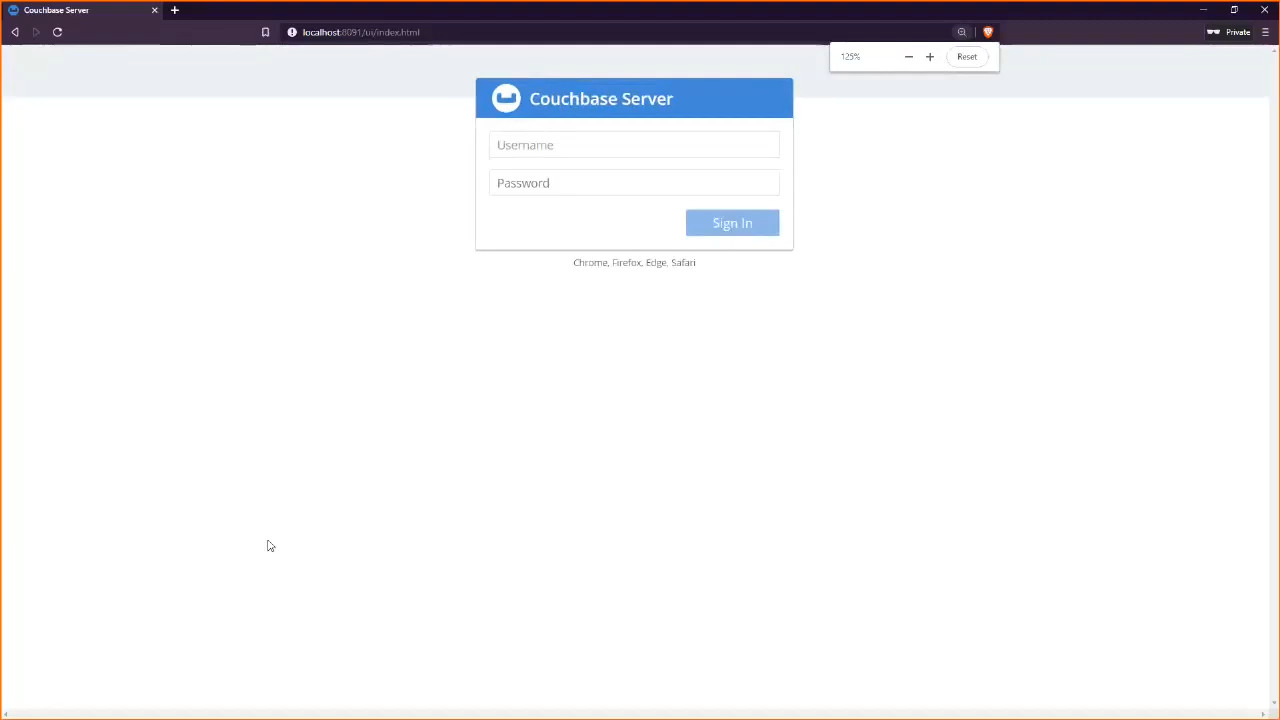 Couchbase Server
localhost:8091/ui/index.html
Private
125%
Reset
Couchbase Server
Username
Password
Sign In
Chrome, Firefox, Edge, Safari